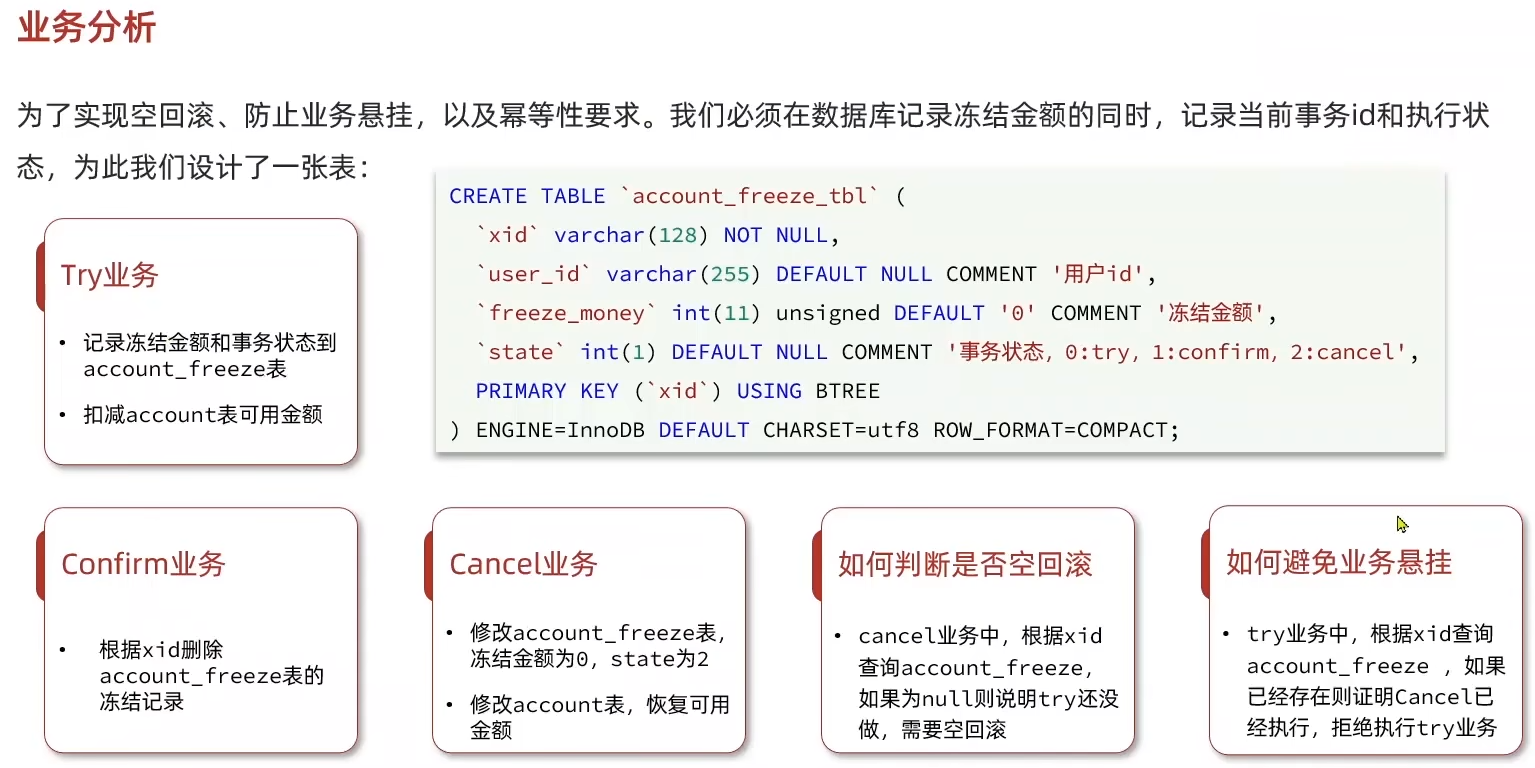 业务分析
为了实现空回滚、防止业务悬挂，以及幂等性要求。我们必须在数据库记录冻结金额的同时，记录当前事务id和执行状
态，为此我们设计了一张表：
CREATE TABLE `account_freeze_tbl` (
`xid` varchar(128) NOT NULL,
`user_id` varchar(255) DEFAULT NULL COMMENT '用户id',
`freeze_money` int(11) unsigned DEFAULT '0' COMMENT '冻结金额',
`state` int(1) DEFAULT NULL COMMENT '事务状态，0:try，1:confirm，2:cancel',
PRIMARY KEY (`xid`) USING BTREE
) ENGINE=InnoDB DEFAULT CHARSET=utf8 ROW_FORMAT=COMPACT;
Try业务
• 记录冻结金额和事务状态到
account_freeze表
• 扣减account表可用金额
Confirm业务
• 根据xid删除
account_freeze表的
冻结记录
Cancel业务
• 修改account_freeze表，
冻结金额为0，state为2
• 修改account表，恢复可用
金额
如何判断是否空回滚
• cancel业务中，根据xid
查询account_freeze，
如果为null则说明try还没
做，需要空回滚
如何避免业务悬挂
• try业务中，根据xid查询
account_freeze ，如果
已经存在则证明Cancel已
经执行，拒绝执行try业务